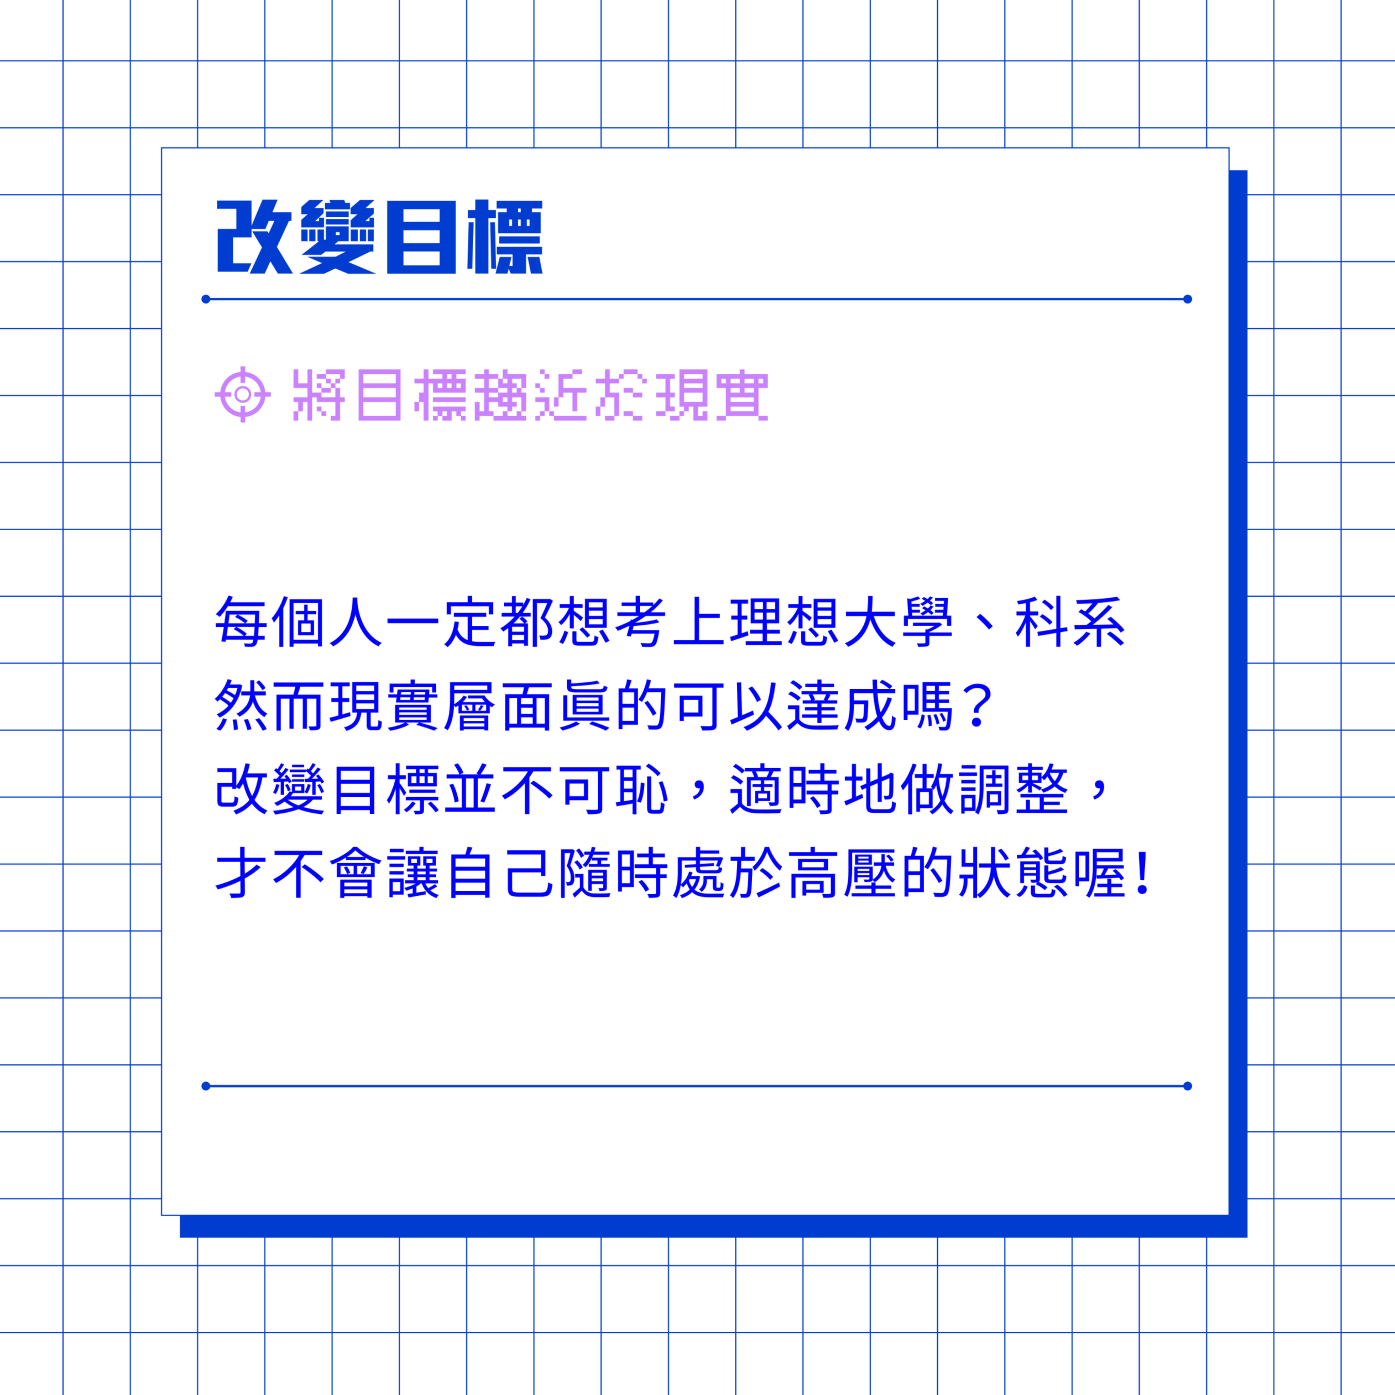 改變目標
將目標趨近於現實
每個人一定都想考上理想大學、科系
然而現實層面真的可以達成嗎？
改變目標並不可恥，適時地做調整，
才不會讓自己隨時處於高壓的狀態喔!